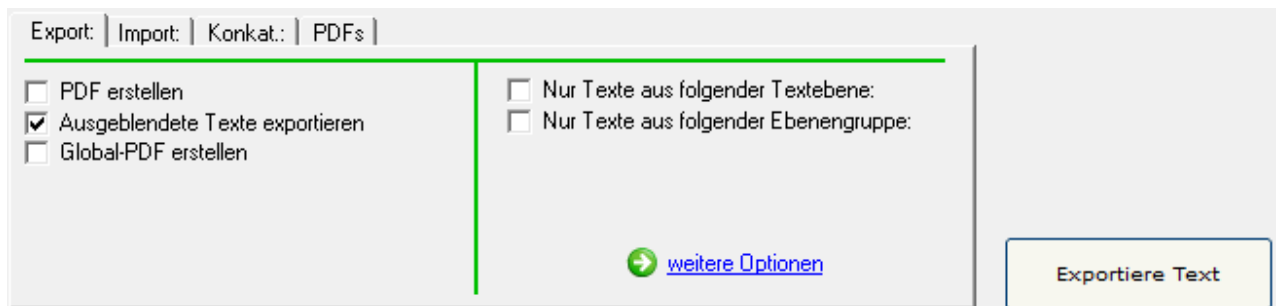 Export: Import: Konkat.: PDFs
PDF erstellen
Ausgeblendete Texte exportieren
Global-PDF erstellen
Nur Texte aus folgender Textebene:
Nur Texte aus folgender Ebenengruppe:
weitere Optionen
Exportiere Text